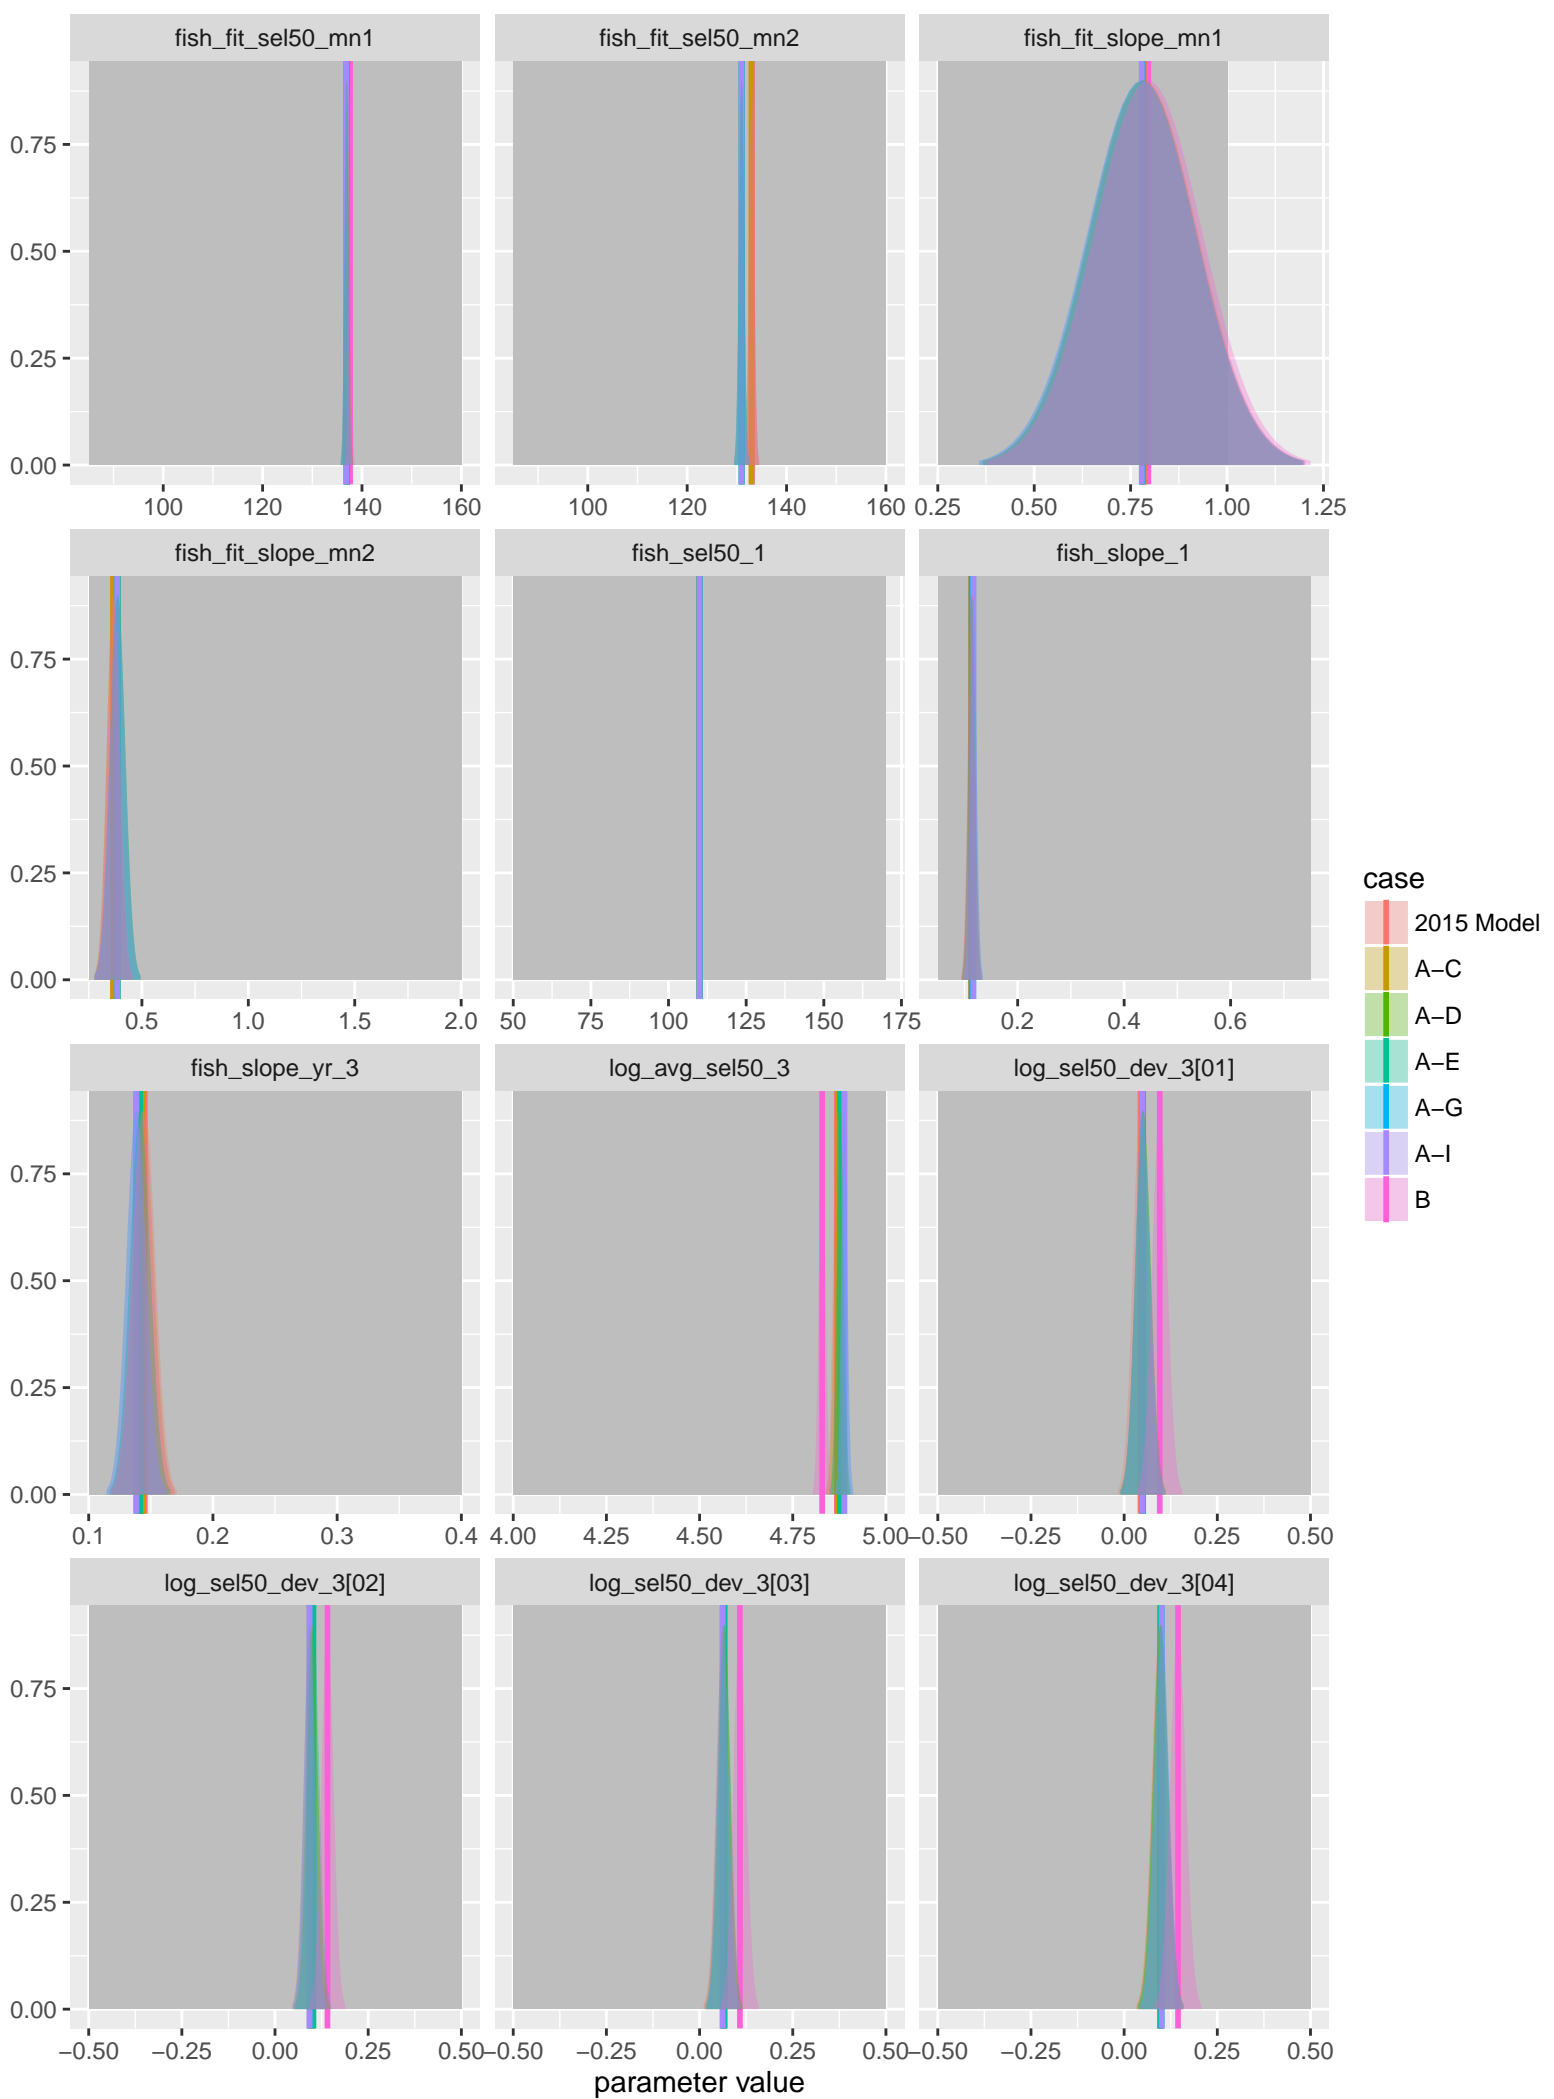 fish_fit_sel50_mn1 fish_fit_sel50_mn2 fish_fit_slope_mn1
0.75
0.50
0.25
0.00
100 120 140 160 100 120 140 160 0.25 0.50 0.75 1.00 1.25
fish_fit_slope_mn2 fish_sel50_1 fish_slope_1
0.75
0.50
0.25
0.00
0.5 1.0 1.5 2.0 50 75 100 125 150 175 0.2 0.4 0.6
fish_slope_yr_3 log_avg_sel50_3 log_sel50_dev_3[01]
0.75
0.50
0.25
0.00
0.1 0.2 0.3 0.4 4.00 4.25 4.50 4.75 5.00 −0.50 −0.25 0.00 0.25 0.50
log_sel50_dev_3[02] log_sel50_dev_3[03] log_sel50_dev_3[04]
0.75
0.50
0.25
0.00
−0.50 −0.25 0.00 0.25 0.50 −0.50 −0.25 0.00 0.25 0.50 −0.50 −0.25 0.00 0.25 0.50
parameter value
case
2015 Model
A−C
A−D
A−E
A−G
A−I
B